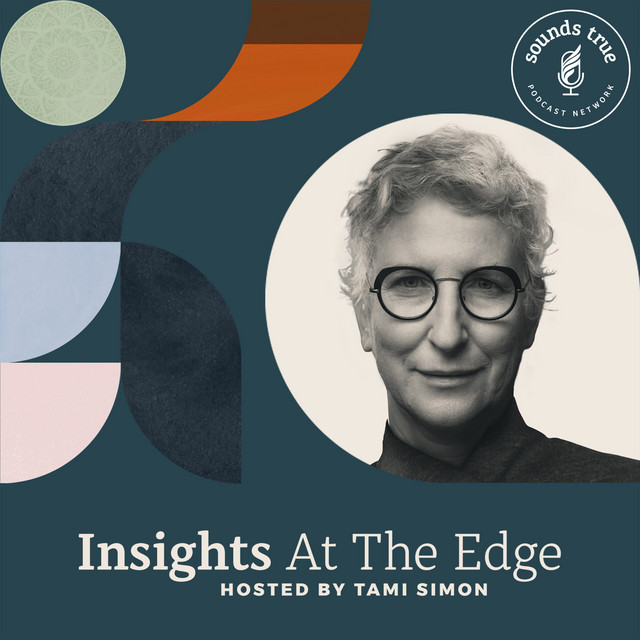 sounds true
PODCAST NETWORK
Insights At The Edge
HOSTED BY TAMI SIMON